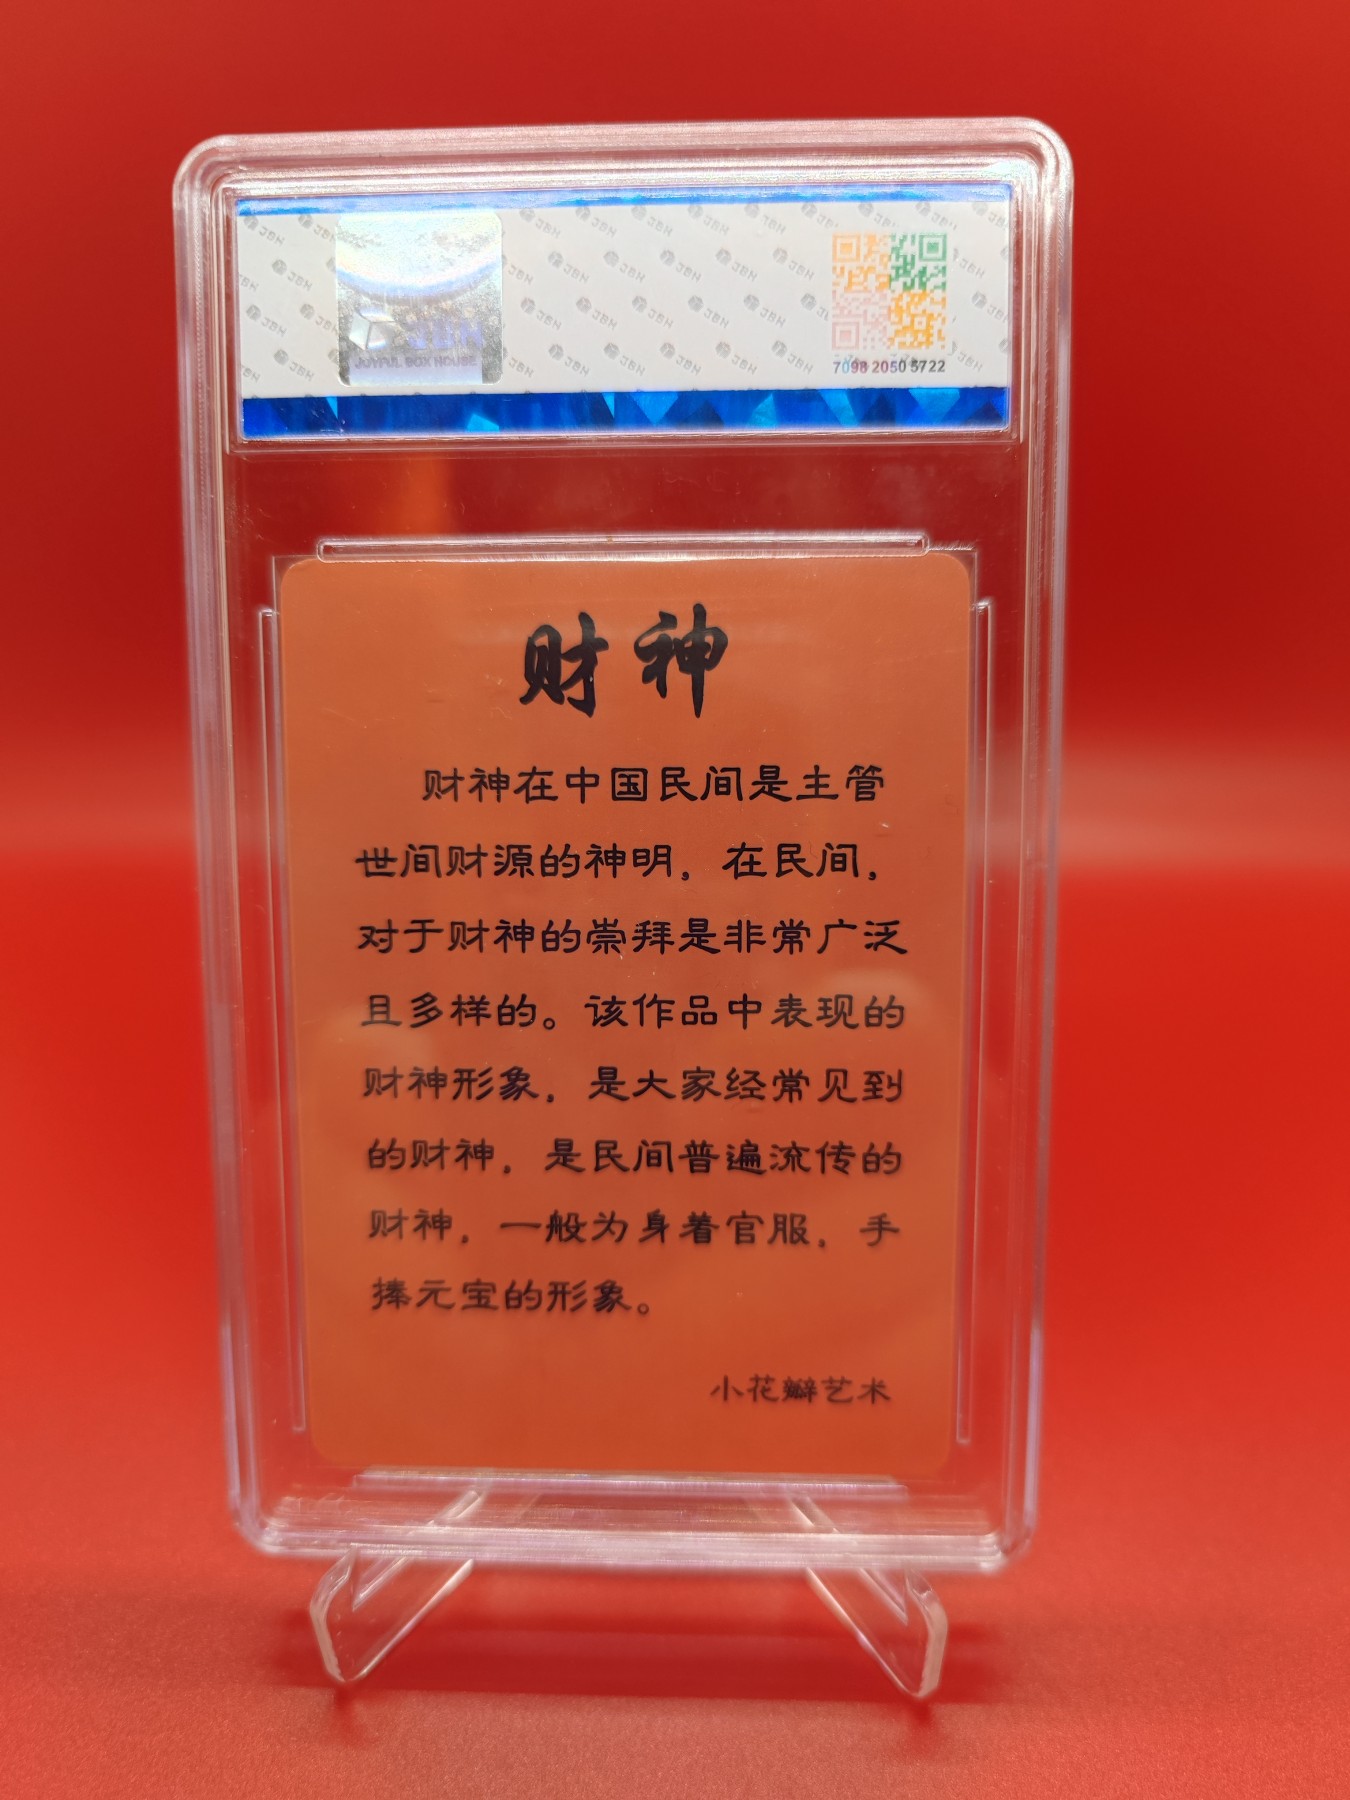 JBH
JOYFUL BOX HOUSE
7098 2050 5722
财神
财神在中国民间是主管
世间财源的神明，在民间，
对于财神的崇拜是非常广泛
且多样的。该作品中表现的
财神形象，是大家经常见到
的财神，是民间普遍流传的
财神，一般为身着官服，手
捧元宝的形象。
小花瓣艺术